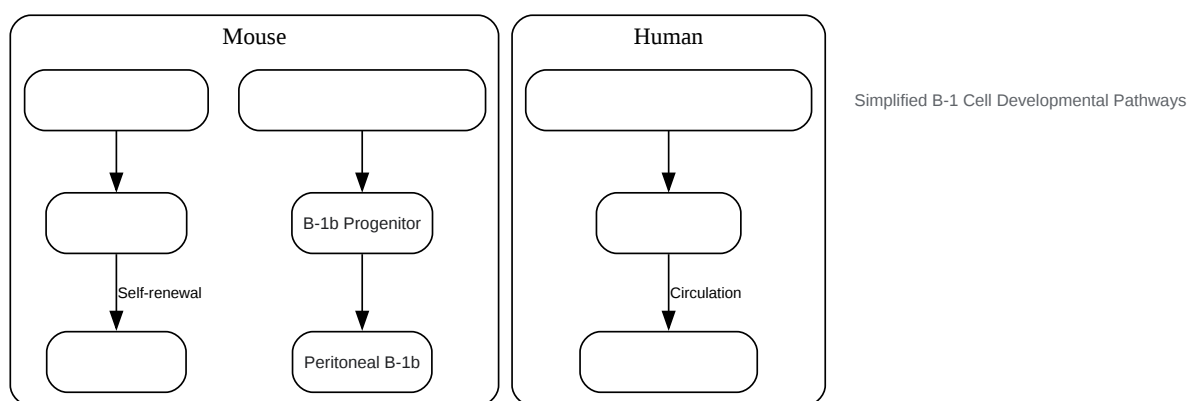 Mouse
Human
Simplified B-1 Cell Developmental Pathways
B-1b Progenitor
Self-renewal
Circulation
Peritoneal B-1b